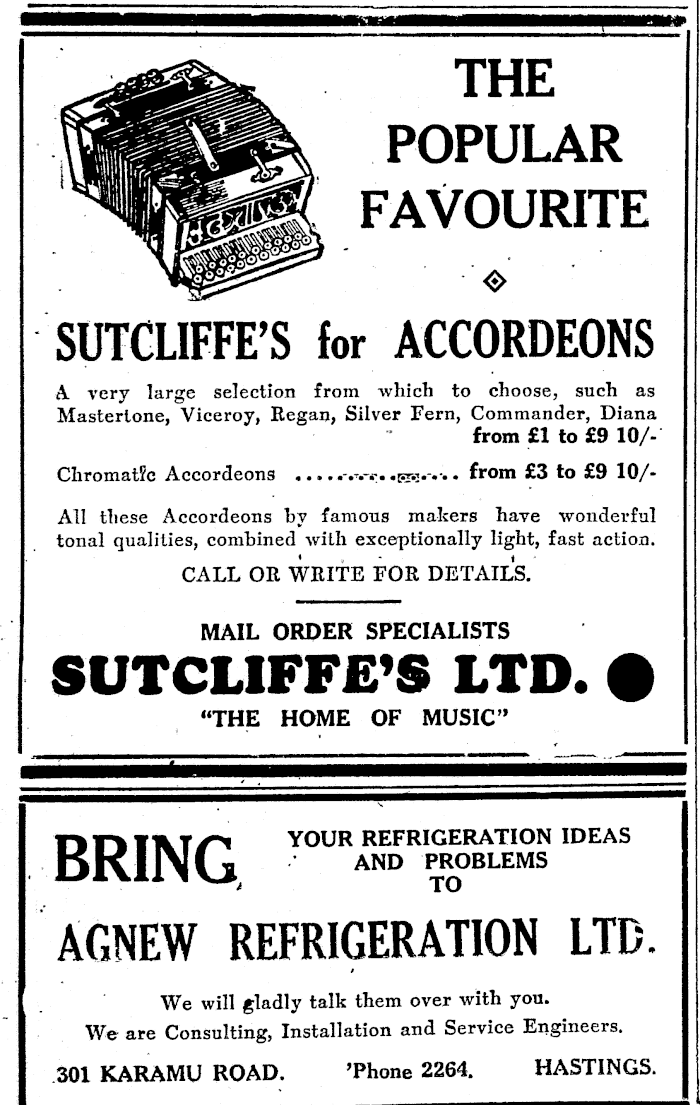 THE
POPULAR
FAVOURITE
SUTCLIFFE'S for ACCORDEONS
A very large selection from which to choose, such as
Mastertone, Viceroy, Regan, Silver Fern, Commander, Diana
from £1 to £9 10/-
Chromatic Accordeons .................... from £3 to £9 10/-
All these Accordeons by famous makers have wonderful
tonal qualities, combined with exceptionally light, fast action.
CALL OR WRITE FOR DETAILS.
MAIL ORDER SPECIALISTS
SUTCLIFFE'S LTD.
"THE HOME OF MUSIC"
BRING YOUR REFRIGERATION IDEAS
AND PROBLEMS
TO
AGNEW REFRIGERATION LTD.
We will gladly talk them over with you.
We are Consulting, Installation and Service Engineers.
301 KARAMU ROAD. 'Phone 2264. HASTINGS.